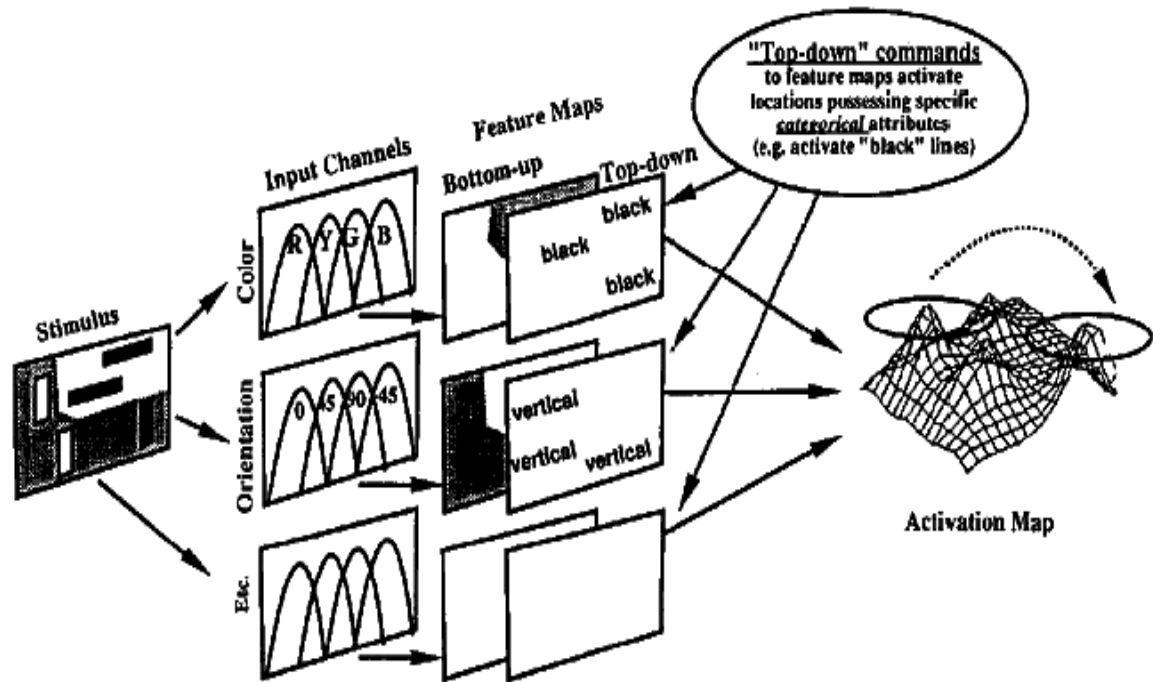 "Top-down" commands
to feature maps activate
locations possessing specific
categorical attributes
(e.g, activate "black" lines)
Feature Maps
Input Channels
Bottom-up
Top-down
Stimulus
Color
R Y G B
black
black
black
Orientation
0 45 90 -45
vertical
vertical
vertical
Etc.
Activation Map